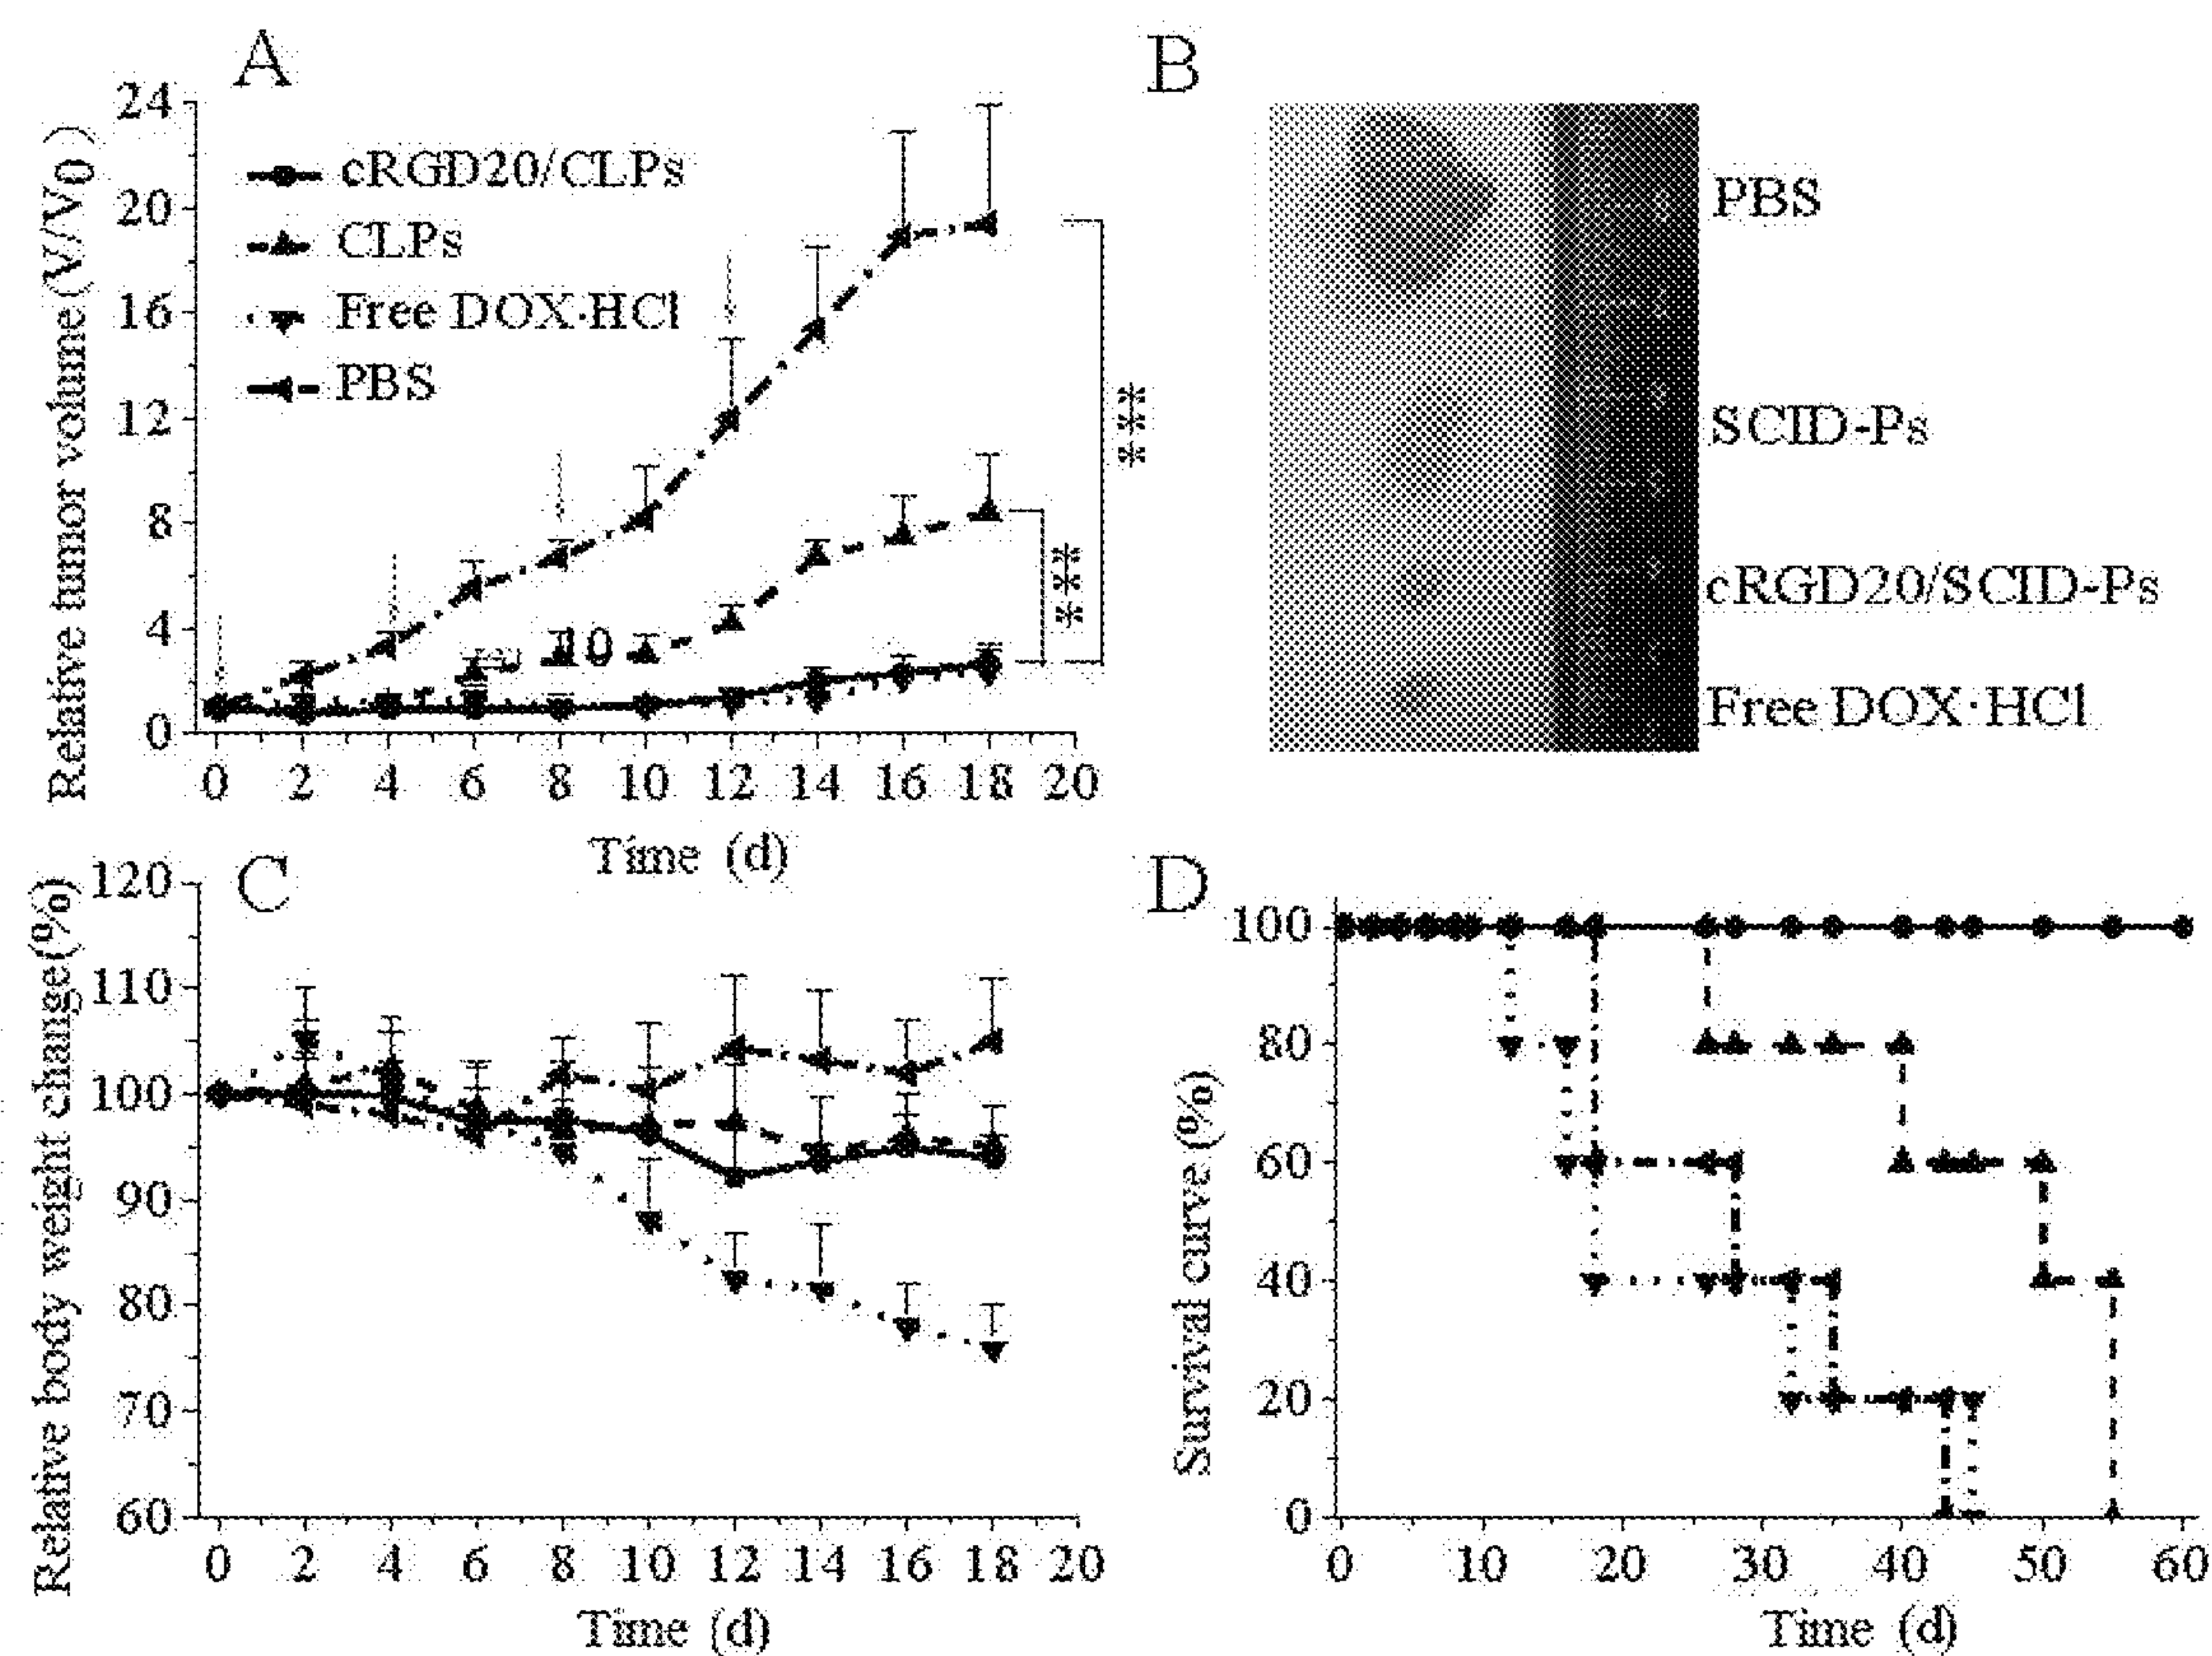 A
Relative tumor volume(V/V0)
24
20
16
12
8
4
0
cRGD20/CLPs
CLPs
Free DOX·HCl
PBS
10
***
***
0 2 4 6 8 10 12 14 16 18 20
Time (d)
B
PBS
SCID-Ps
cRGD20/SCID-Ps
Free DOX·HCl
C
Relative body weight change(%)
120
110
100
90
80
70
60
0 2 4 6 8 10 12 14 16 18 20
Time (d)
D
Survival curve (%)
100
80
60
40
20
0
0 10 20 30 40 50 60
Time (d)